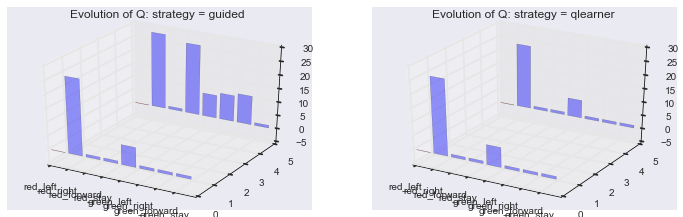 Evolution of Q: strategy = guided
30
25
20
15
10
5
0
−5
5
4
3
2
1
0
red_left
red_right
red_forward
red_stay
green_left
green_right
green_forward
green_stay
Evolution of Q: strategy = qlearner
30
25
20
15
10
5
0
−5
5
4
3
2
1
0
red_left
red_right
red_forward
red_stay
green_left
green_right
green_forward
green_stay